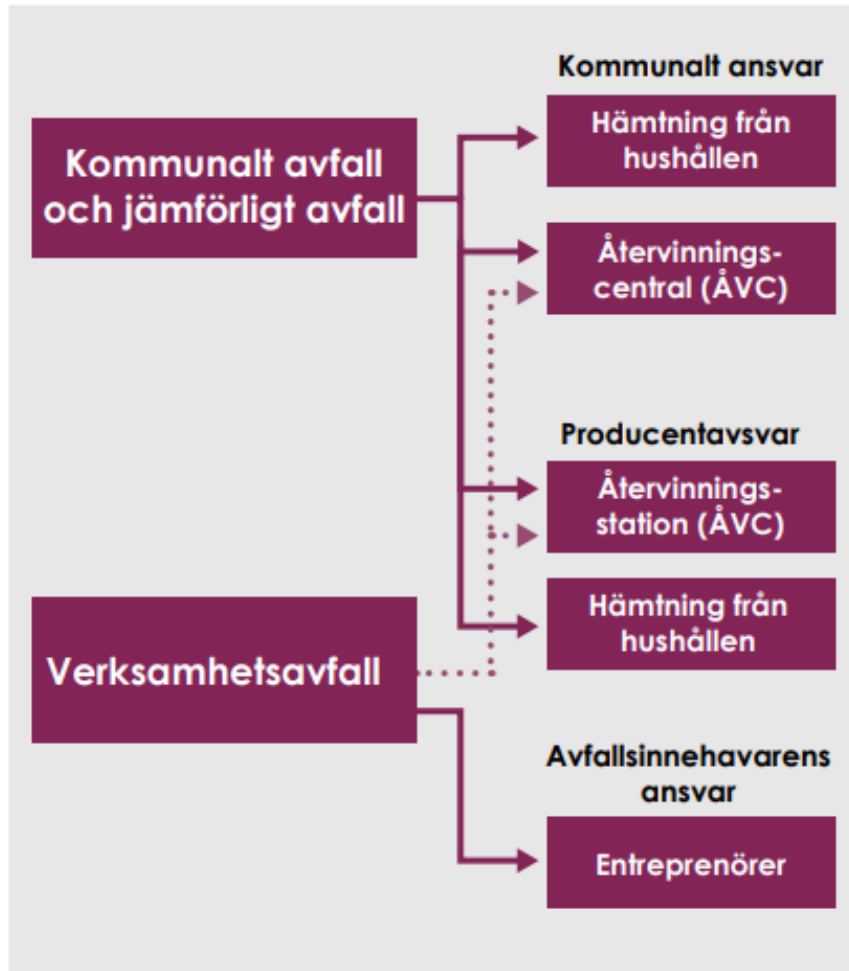 Kommunalt avfall
och jämförligt avfall
Verksamhetsavfall
Kommunalt ansvar
Hämtning från
hushållen
Återvinnings-
central (ÅVC)
Producentavsvar
Återvinnings-
station (ÅVC)
Hämtning från
hushållen
Avfallsinnehavarens
ansvar
Entreprenörer